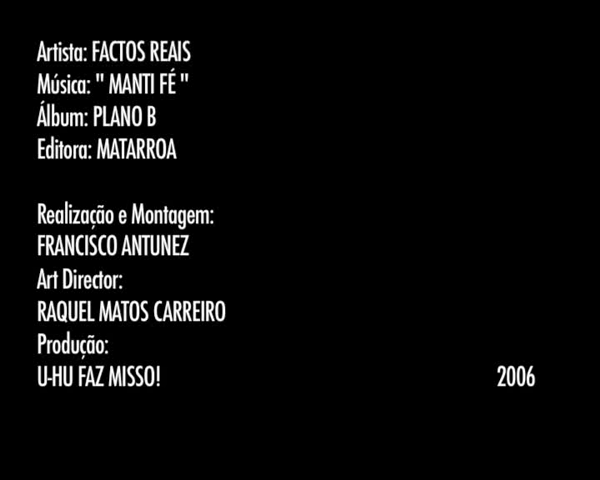 Artista: FACTOS REAIS
Música: " MANTI FÉ "
Álbum: PLANO B
Editora: MATARROA
Realização e Montagem:
FRANCISCO ANTUNEZ
Art Director:
RAQUEL MATOS CARREIRO
Produção:
U-HU FAZ MISSO! 2006